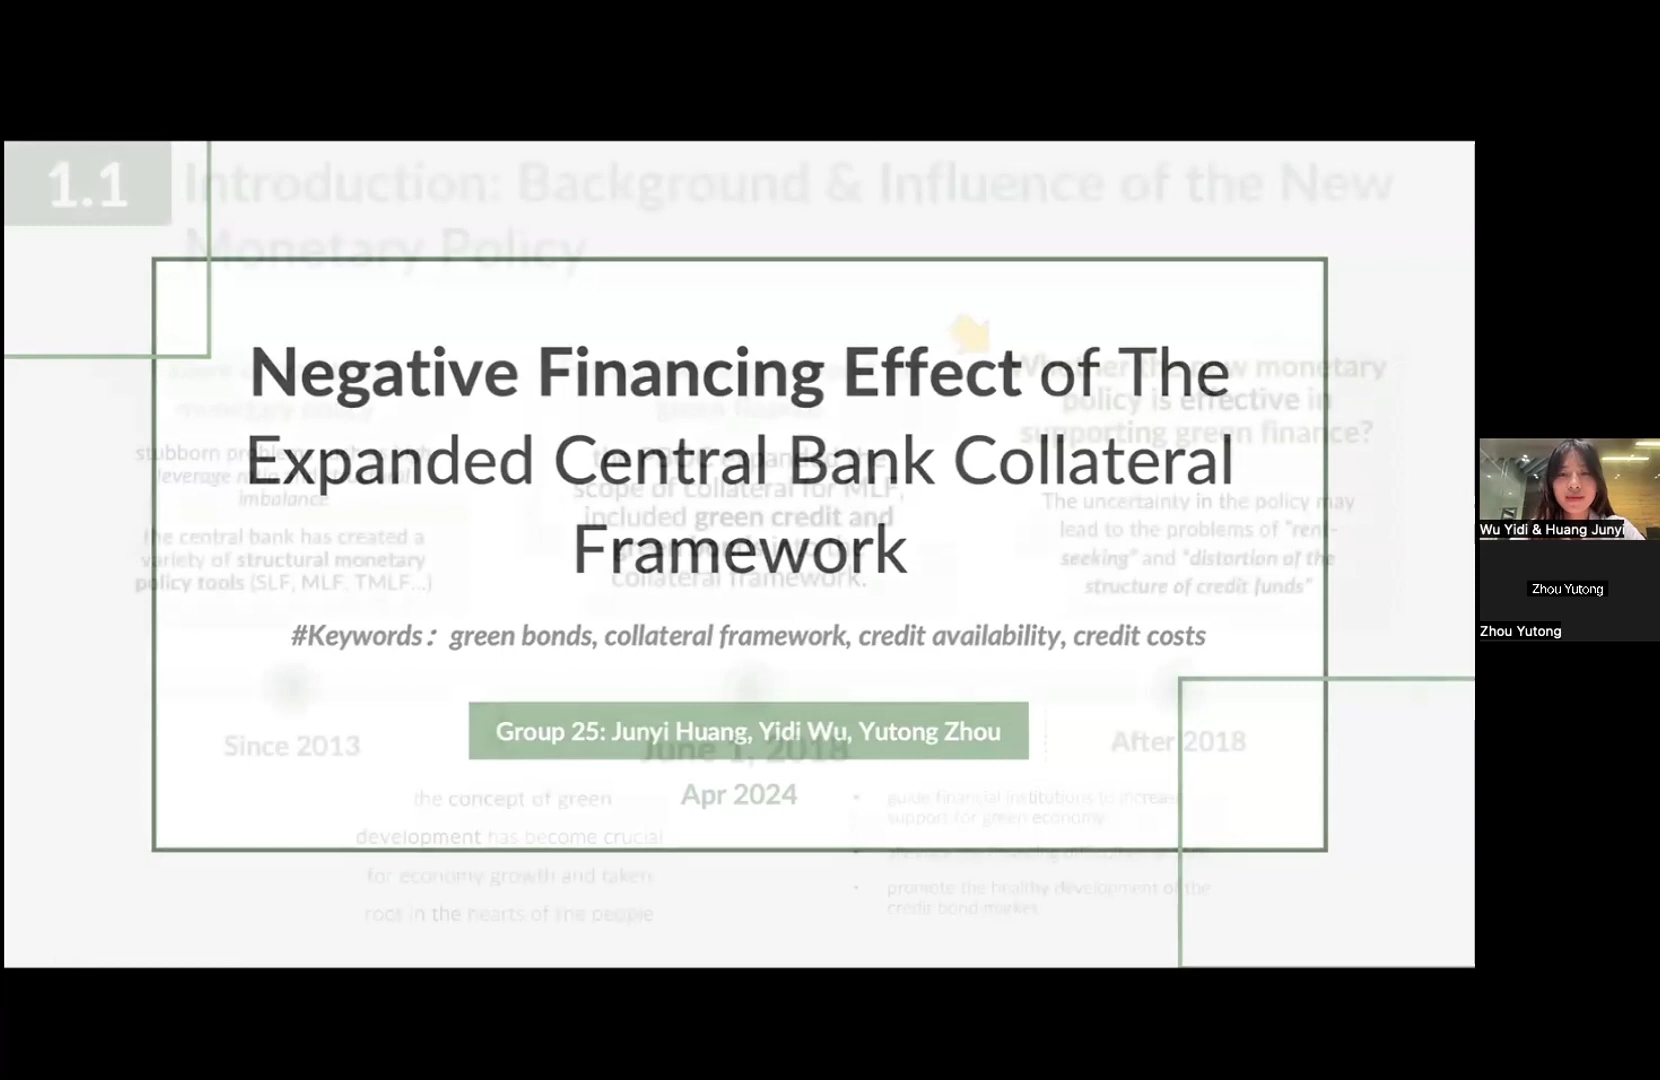 1.1
Introduction: Background & Influence of the New
Monetary Policy
Negative Financing Effect of The
Expanded Central Bank Collateral
Framework
#Keywords: green bonds, collateral framework, credit availability, credit costs
Group 25: Junyi Huang, Yidi Wu, Yutong Zhou
Apr 2024
monetary policy
stubborn
leverage
imbalance
the central bank has created a
variety of structural monetary
policy tools (SLF, MLF, TMLF...)
Since 2013
the concept of green
development has become crucial
for economy growth and taken
root in the hearts of the people
green finance
expanded the
scope of collateral for MLF,
included green credit and
green bonds into the
collateral framework.
June 1, 2018
Whether the new monetary
policy is effective in
supporting green finance?
The uncertainty in the policy may
lead to the problems of "rent-
seeking" and "distortion of the
structure of credit funds"
After 2018
• guide financial institutions to increase
support for green economy
• promote the healthy development of the
credit bond market
Wu Yidi & Huang Junyi
Zhou Yutong
Zhou Yutong